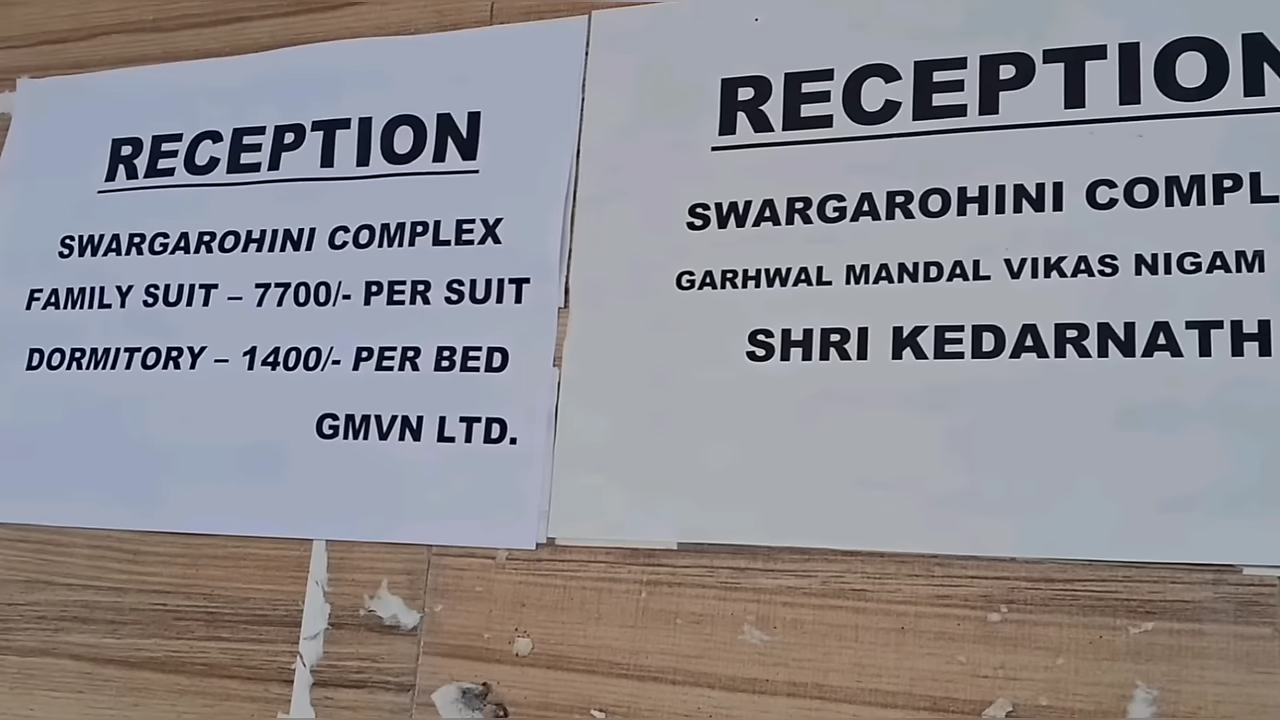 RECEPTION
SWARGAROHINI COMPLEX
FAMILY SUIT – 7700/- PER SUIT
DORMITORY – 1400/- PER BED
GMVN LTD.
RECEPTION
SWARGAROHINI COMPL
GARHWAL MANDAL VIKAS NIGAM
SHRI KEDARNATH